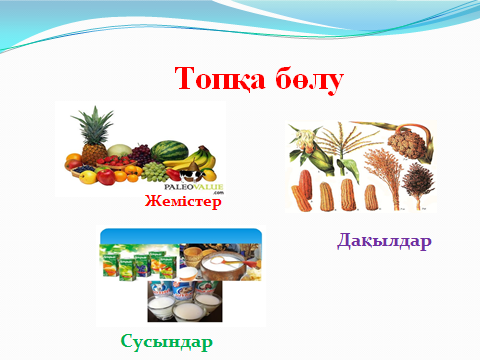 Топқа бөлу
PALEOVALUE
.com
Жемістер
Дақылдар
Сусындар